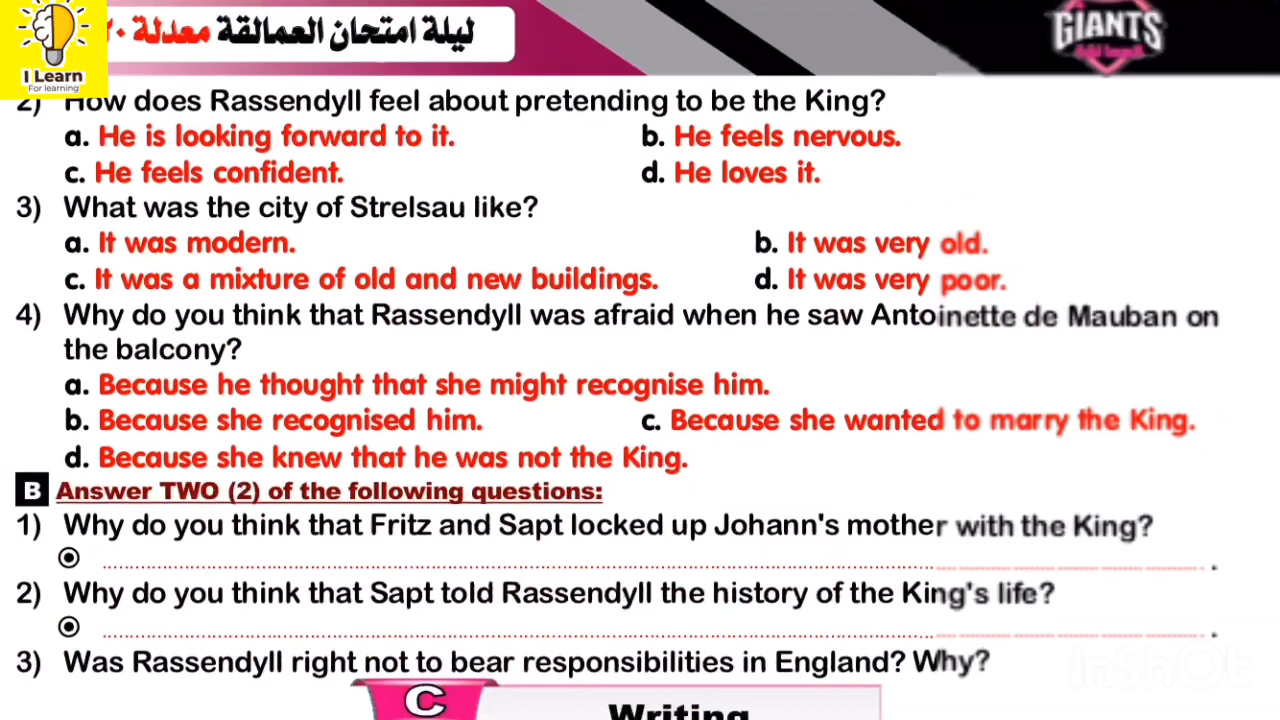 ليلة امتحان العمالقة معدلة
GIANTS
I Learn
For learning
2) How does Rassendyll feel about pretending to be the King?
a. He is looking forward to it. b. He feels nervous.
c. He feels confident. d. He loves it.
3) What was the city of Strelsau like?
a. It was modern. b. It was very old.
c. It was a mixture of old and new buildings. d. It was very poor.
4) Why do you think that Rassendyll was afraid when he saw Antoinette de Mauban on
the balcony?
a. Because he thought that she might recognise him.
b. Because she recognised him. c. Because she wanted to marry the King.
d. Because she knew that he was not the King.
B Answer TWO (2) of the following questions:
1) Why do you think that Fritz and Sapt locked up Johann's mother with the King?
2) Why do you think that Sapt told Rassendyll the history of the King's life?
3) Was Rassendyll right not to bear responsibilities in England? Why?
InShOt
C Writing